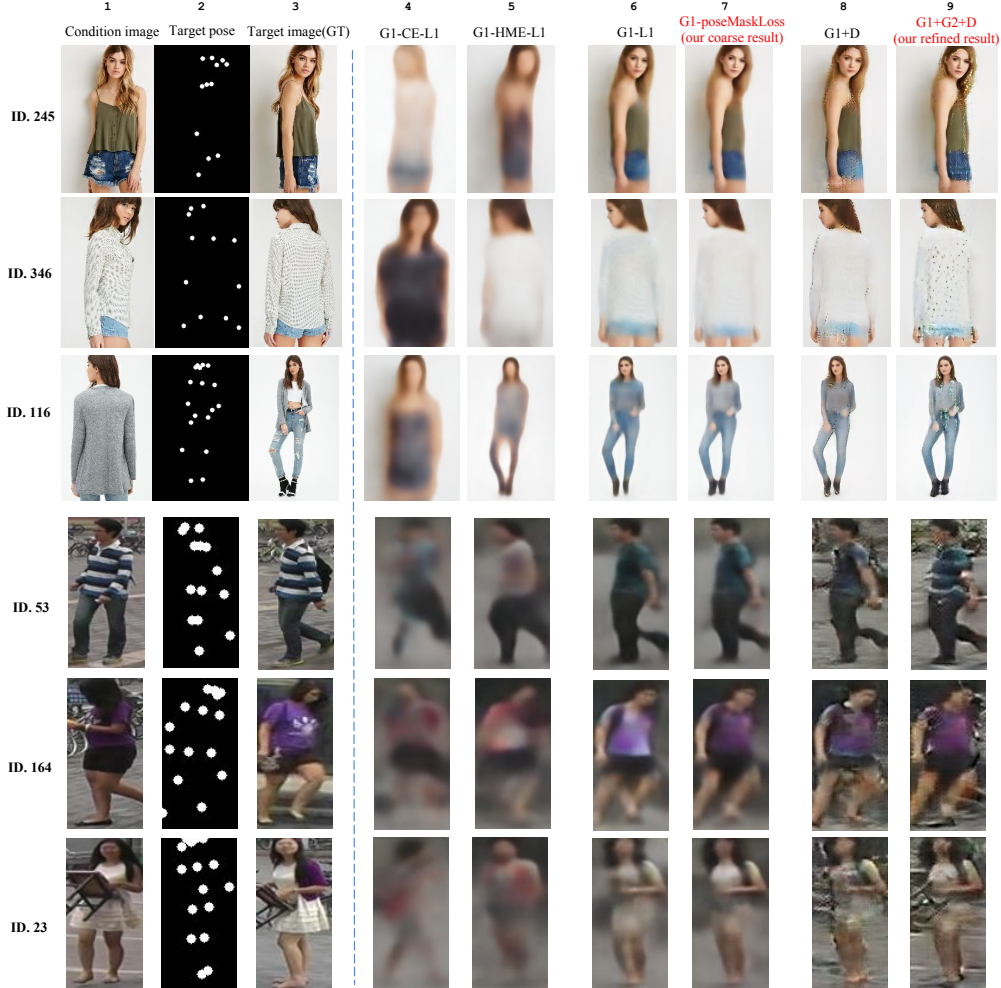 1 2 3 4 5 6 7 8 9
Condition image Target pose Target image(GT) G1-CE-L1 G1-HME-L1 G1-L1 G1-poseMaskLoss (our coarse result) G1+D G1+G2+D (our refined result)
ID. 245
ID. 346
ID. 116
ID. 53
ID. 164
ID. 23